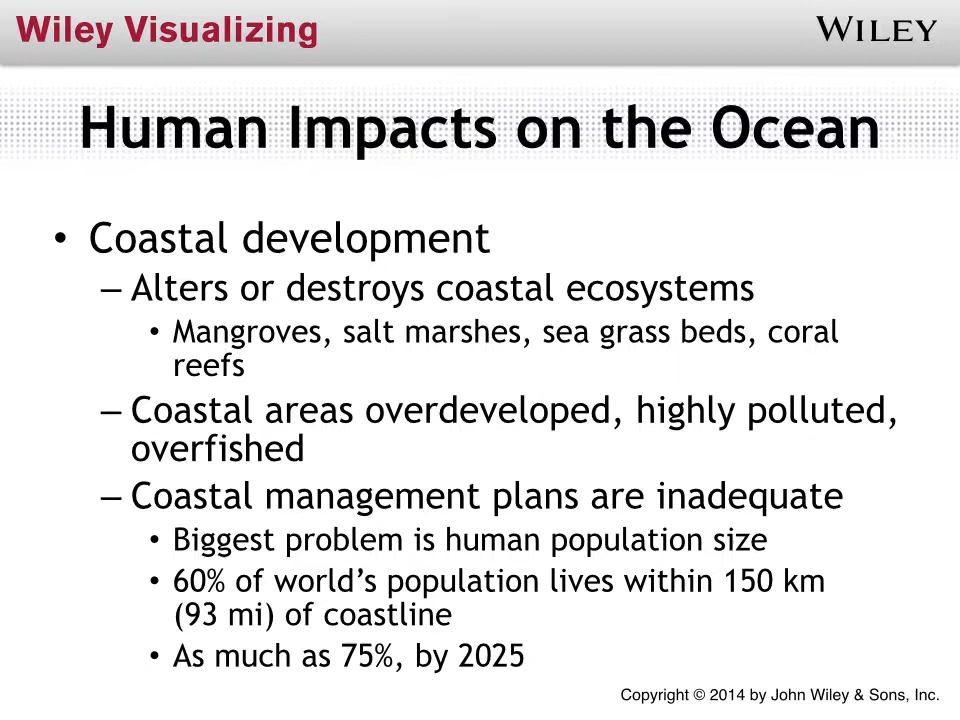 Wiley Visualizing
WILEY
Human Impacts on the Ocean
• Coastal development
– Alters or destroys coastal ecosystems
• Mangroves, salt marshes, sea grass beds, coral
reefs
– Coastal areas overdeveloped, highly polluted,
overfished
– Coastal management plans are inadequate
• Biggest problem is human population size
• 60% of world’s population lives within 150 km
(93 mi) of coastline
• As much as 75%, by 2025
Copyright © 2014 by John Wiley & Sons, Inc.